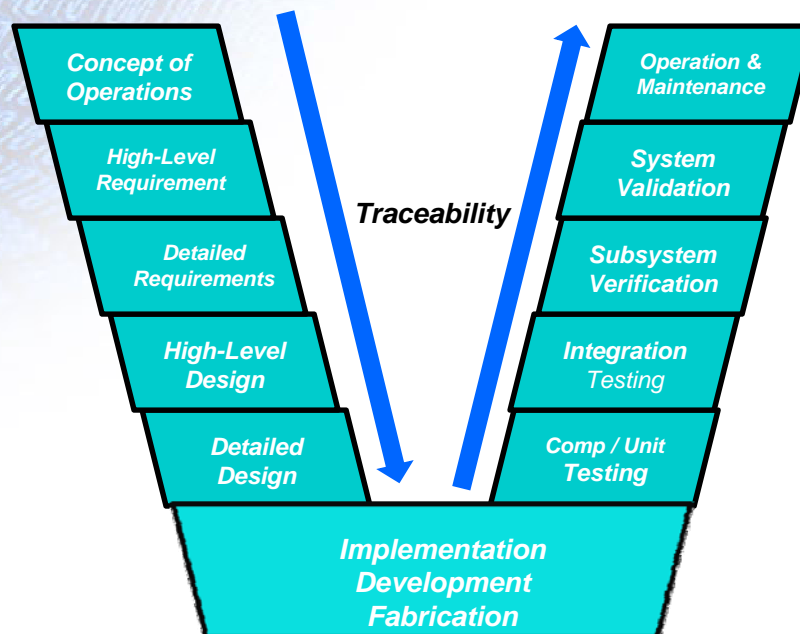 Concept of
Operations
High-Level
Requirement
Detailed
Requirements
High-Level
Design
Detailed
Design
Traceability
Operation &
Maintenance
System
Validation
Subsystem
Verification
Integration
Testing
Comp / Unit
Testing
Implementation
Development
Fabrication